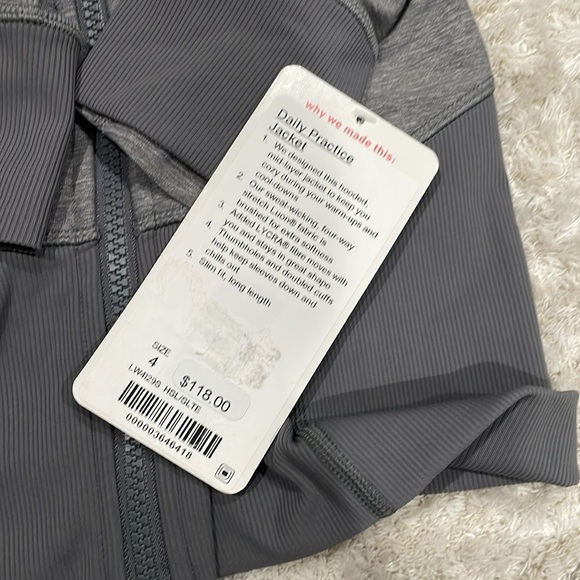 why we made this:
Daily Practice
Jacket
1. We designed this hooded,
mid-layer jacket to keep you
cozy during your warm-ups and
cool-downs
2. Our sweat-wicking, four-way
stretch Luon® fabric is
brushed for extra softness
3. Added LYCRA® fibre moves with
you and stays in great shape
4. Thumbholes and doubled cuffs
help keep sleeves down and
chills out
5. Slim fit, long length
SIZE
4
$118.00
LW4I29S HSL/SLTE
000003646418